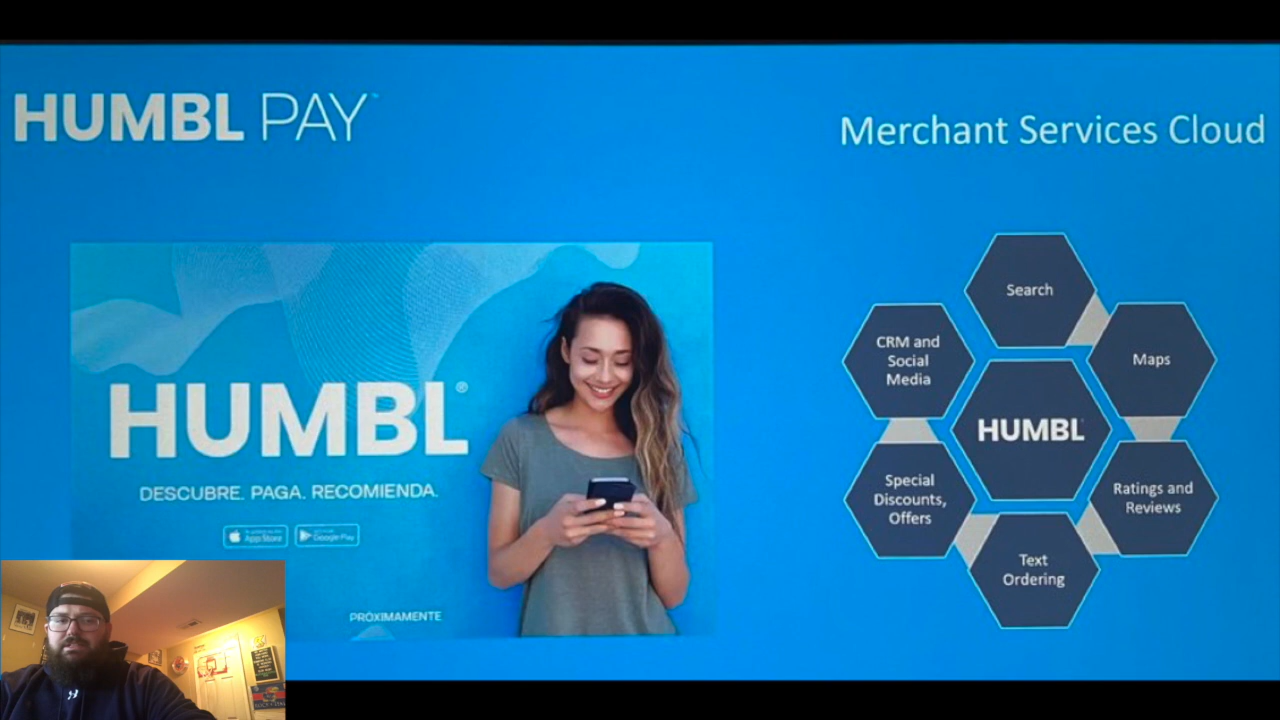 HUMBL PAY™
Merchant Services Cloud
HUMBL®
DESCUBRE. PAGA. RECOMIENDA.
App Store
Google Play
PRÓXIMAMENTE
Search
CRM and
Social
Media
Maps
HUMBL
Special
Discounts,
Offers
Ratings and
Reviews
Text
Ordering